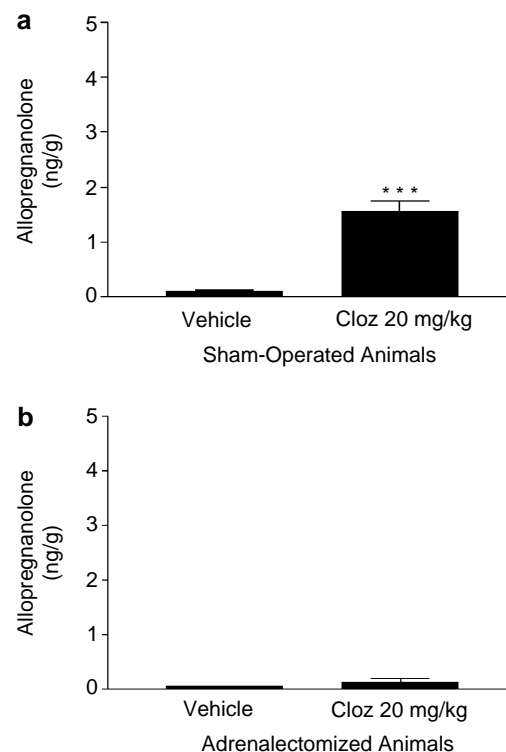 a
Allopregnanolone
(ng/g)
5
4
3
2
1
0
* * *
Vehicle
Cloz 20 mg/kg
Sham-Operated Animals
b
Allopregnanolone
(ng/g)
5
4
3
2
1
0
Vehicle
Cloz 20 mg/kg
Adrenalectomized Animals